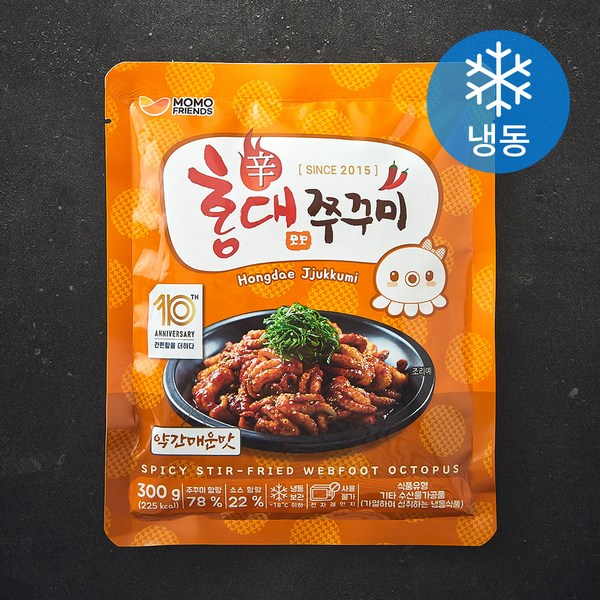 MOMO
FRIENDS
냉동
辛
[ SINCE 2015 ]
홍대 쭈꾸미
모모
Hongdae Jjukkumi
10TH
ANNIVERSARY
간편함을 더하다
조리예
약간매운맛
SPICY STIR-FRIED WEBFOOT OCTOPUS
300 g
(225 kcal)
주꾸미 함량
78 %
소스 함량
22 %
냉동
보관
-18℃ 이하
사용
불가
전자레인지
식품유형
기타 수산물가공품
(가열하여 섭취하는 냉동식품)